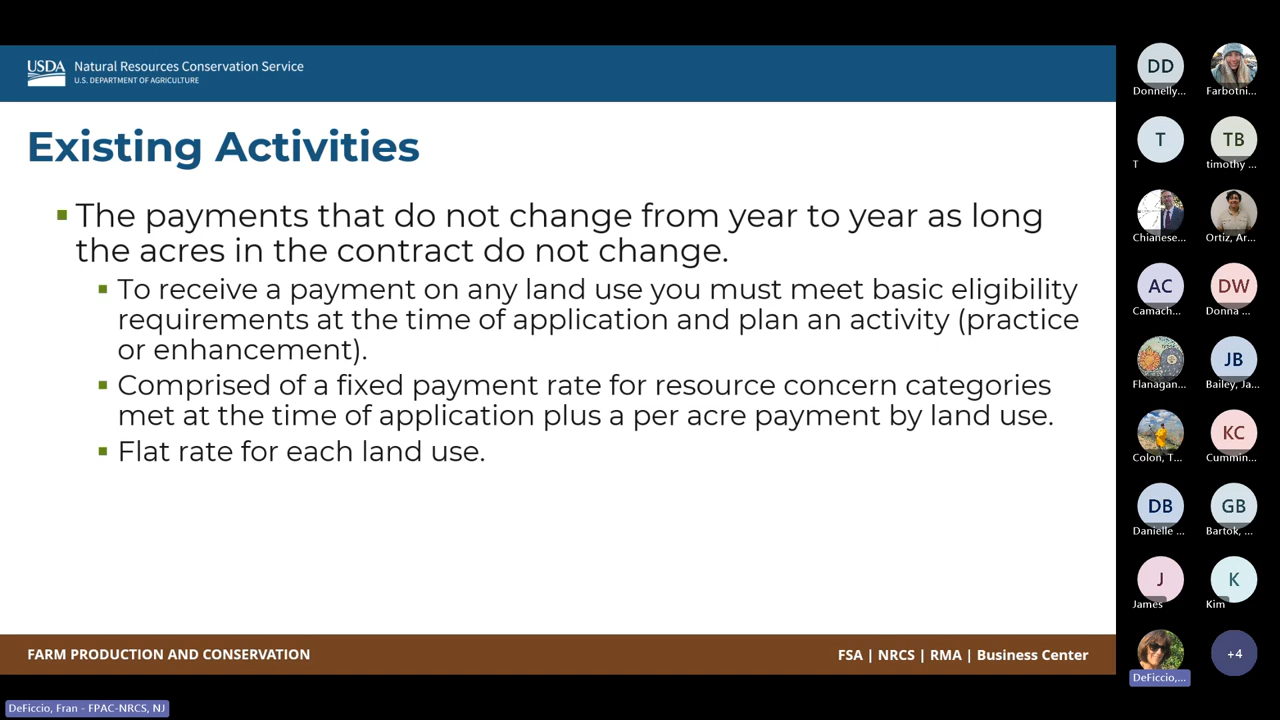 USDA
Natural Resources Conservation Service
U.S. DEPARTMENT OF AGRICULTURE
Existing Activities
The payments that do not change from year to year as long
the acres in the contract do not change.
To receive a payment on any land use you must meet basic eligibility
requirements at the time of application and plan an activity (practice
or enhancement).
Comprised of a fixed payment rate for resource concern categories
met at the time of application plus a per acre payment by land use.
Flat rate for each land use.
FARM PRODUCTION AND CONSERVATION
FSA | NRCS | RMA | Business Center
DeFiccio, Fran - FPAC-NRCS, NJ
DD
Donnelly...
Farbotni...
T
T
TB
timothy ...
Chianese...
Ortiz, Ar...
AC
Camach...
DW
Donna ...
Flanagan...
JB
Bailey, Ja...
Colon, T...
KC
Cummin...
DB
Danielle ...
GB
Bartok, ...
J
James
K
Kim
DeFiccio,...
+4